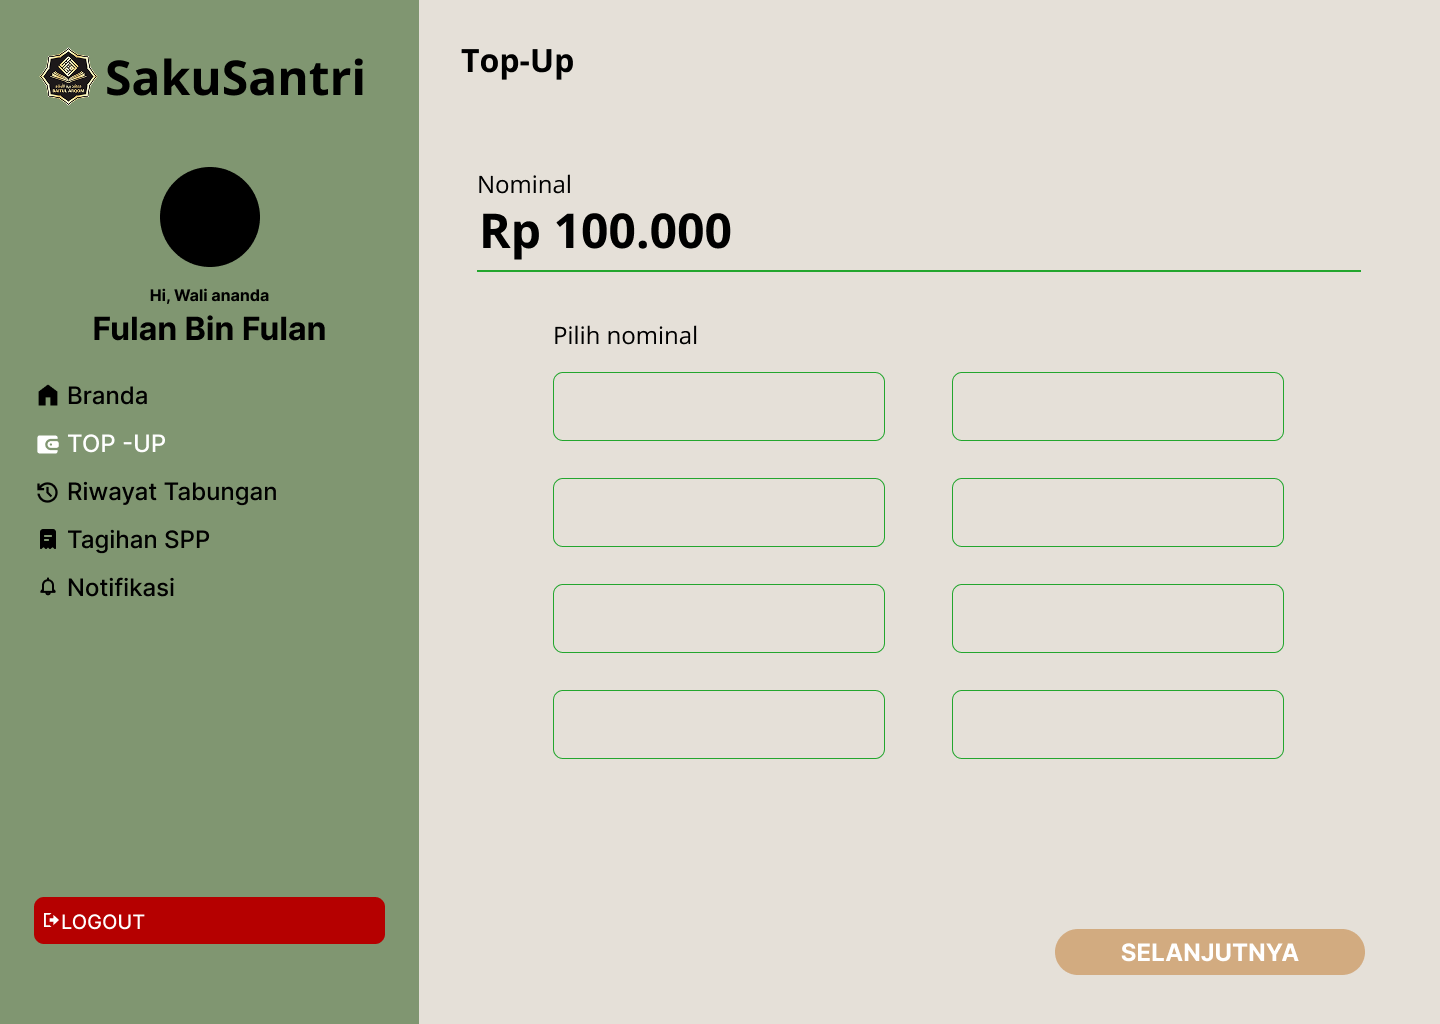 SakuSantri
Hi, Wali ananda
Fulan Bin Fulan
Branda
TOP -UP
Riwayat Tabungan
Tagihan SPP
Notifikasi
LOGOUT
Top-Up
Nominal
Rp 100.000
Pilih nominal
SELANJUTNYA